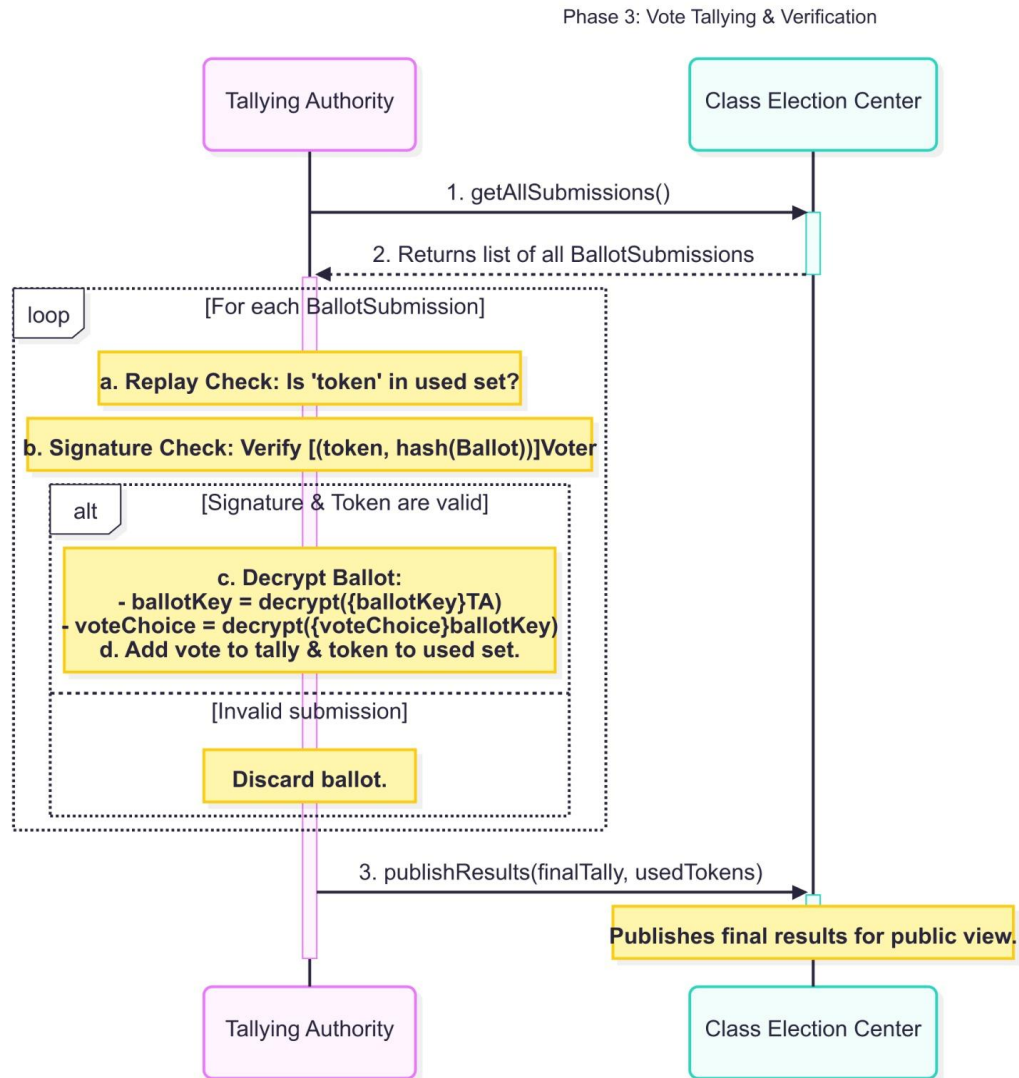 Phase 3: Vote Tallying & Verification
Tallying Authority
Class Election Center
1. getAllSubmissions()
2. Returns list of all BallotSubmissions
loop
[For each BallotSubmission]
a. Replay Check: Is 'token' in used set?
b. Signature Check: Verify [(token, hash(Ballot))]Voter
alt
[Signature & Token are valid]
c. Decrypt Ballot:
- ballotKey = decrypt({ballotKey}TA)
- voteChoice = decrypt({voteChoice}ballotKey)
d. Add vote to tally & token to used set.
[Invalid submission]
Discard ballot.
3. publishResults(finalTally, usedTokens)
Publishes final results for public view.
Tallying Authority
Class Election Center